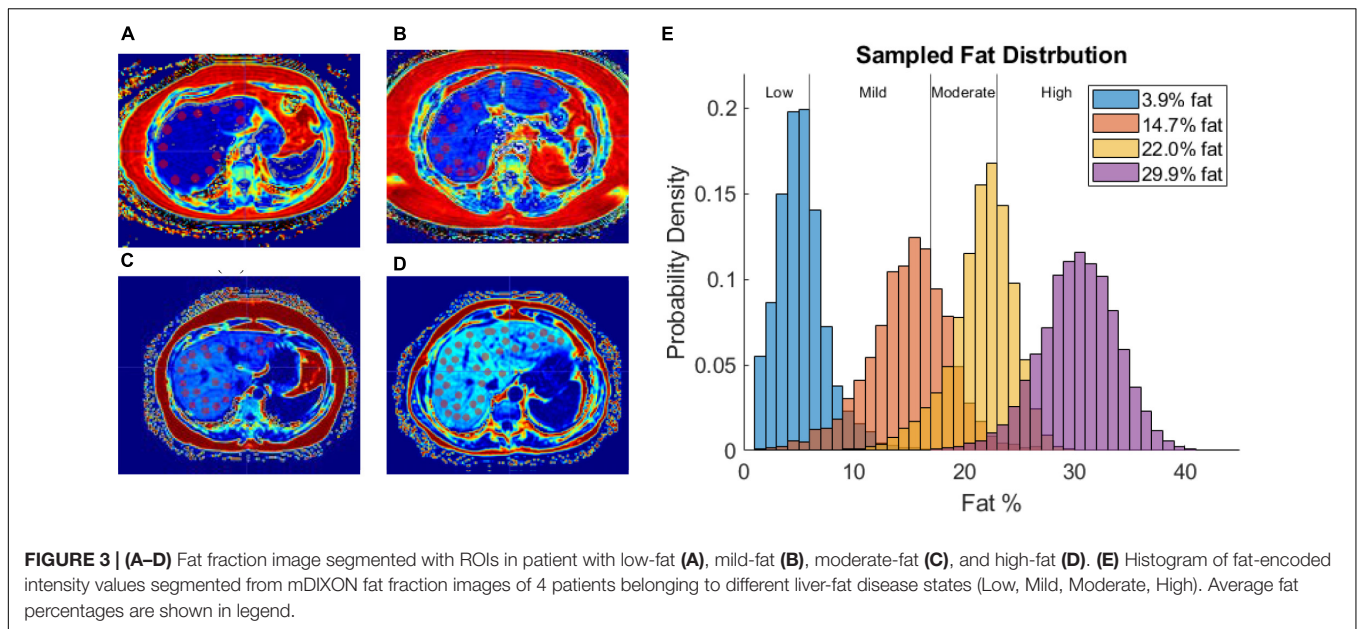 A
B
C
D
E
Sampled Fat Distrbution
Low
Mild
Moderate
High
3.9% fat
14.7% fat
22.0% fat
29.9% fat
Probability Density
0.2
0.15
0.1
0.05
0
0 10 20 30 40
Fat %
FIGURE 3 | (A–D) Fat fraction image segmented with ROIs in patient with low-fat (A), mild-fat (B), moderate-fat (C), and high-fat (D). (E) Histogram of fat-encoded
intensity values segmented from mDIXON fat fraction images of 4 patients belonging to different liver-fat disease states (Low, Mild, Moderate, High). Average fat
percentages are shown in legend.